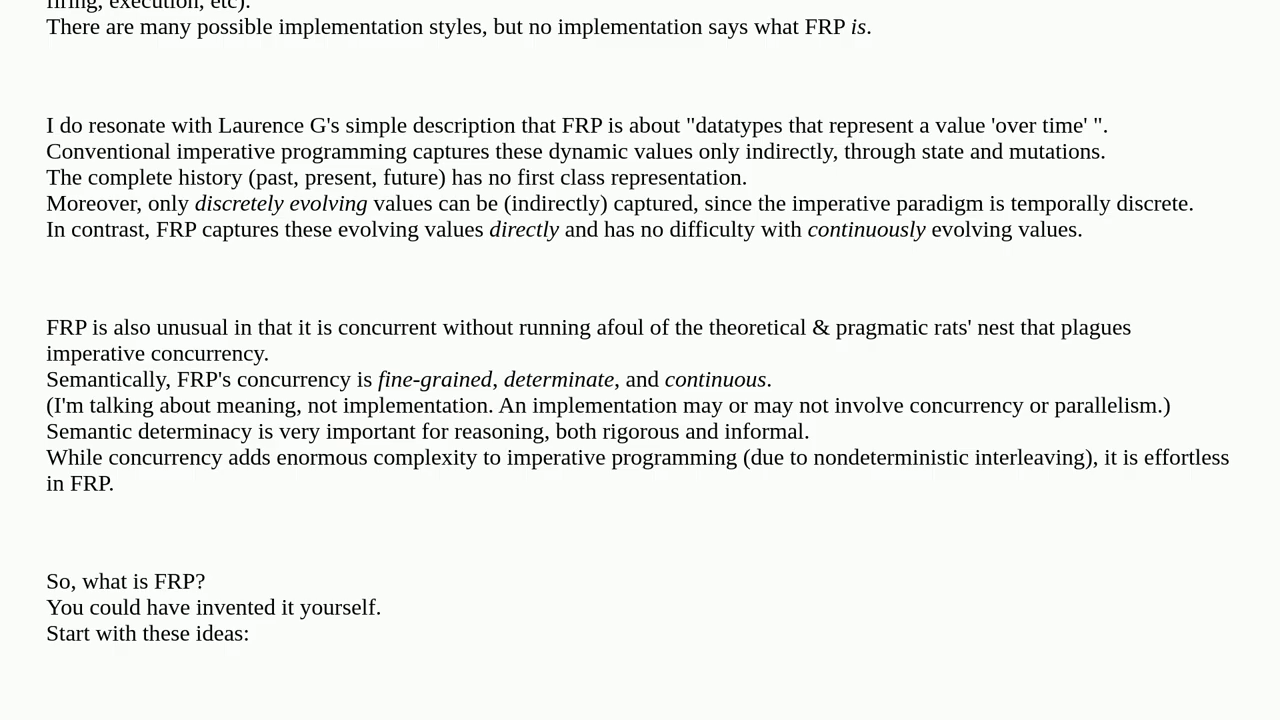 firing, execution, etc).
There are many possible implementation styles, but no implementation says what FRP is.
I do resonate with Laurence G's simple description that FRP is about "datatypes that represent a value 'over time' ".
Conventional imperative programming captures these dynamic values only indirectly, through state and mutations.
The complete history (past, present, future) has no first class representation.
Moreover, only discretely evolving values can be (indirectly) captured, since the imperative paradigm is temporally discrete.
In contrast, FRP captures these evolving values directly and has no difficulty with continuously evolving values.
FRP is also unusual in that it is concurrent without running afoul of the theoretical & pragmatic rats' nest that plagues
imperative concurrency.
Semantically, FRP's concurrency is fine-grained, determinate, and continuous.
(I'm talking about meaning, not implementation. An implementation may or may not involve concurrency or parallelism.)
Semantic determinacy is very important for reasoning, both rigorous and informal.
While concurrency adds enormous complexity to imperative programming (due to nondeterministic interleaving), it is effortless
in FRP.
So, what is FRP?
You could have invented it yourself.
Start with these ideas: